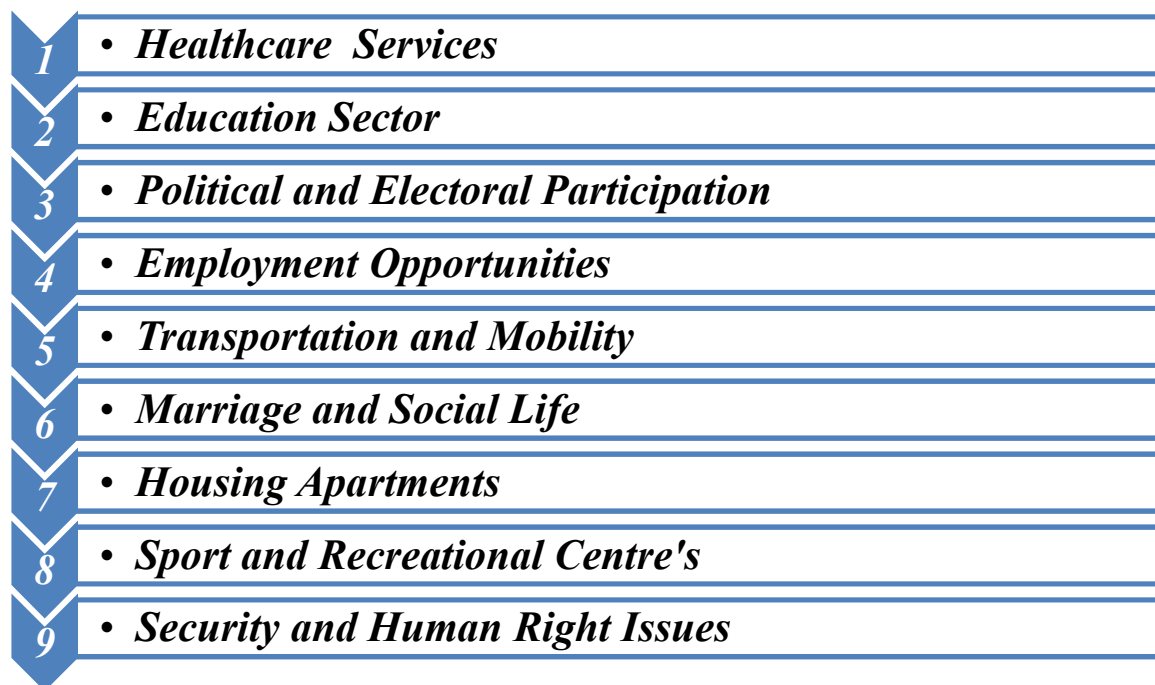 1 • Healthcare Services
2 • Education Sector
3 • Political and Electoral Participation
4 • Employment Opportunities
5 • Transportation and Mobility
6 • Marriage and Social Life
7 • Housing Apartments
8 • Sport and Recreational Centre's
9 • Security and Human Right Issues